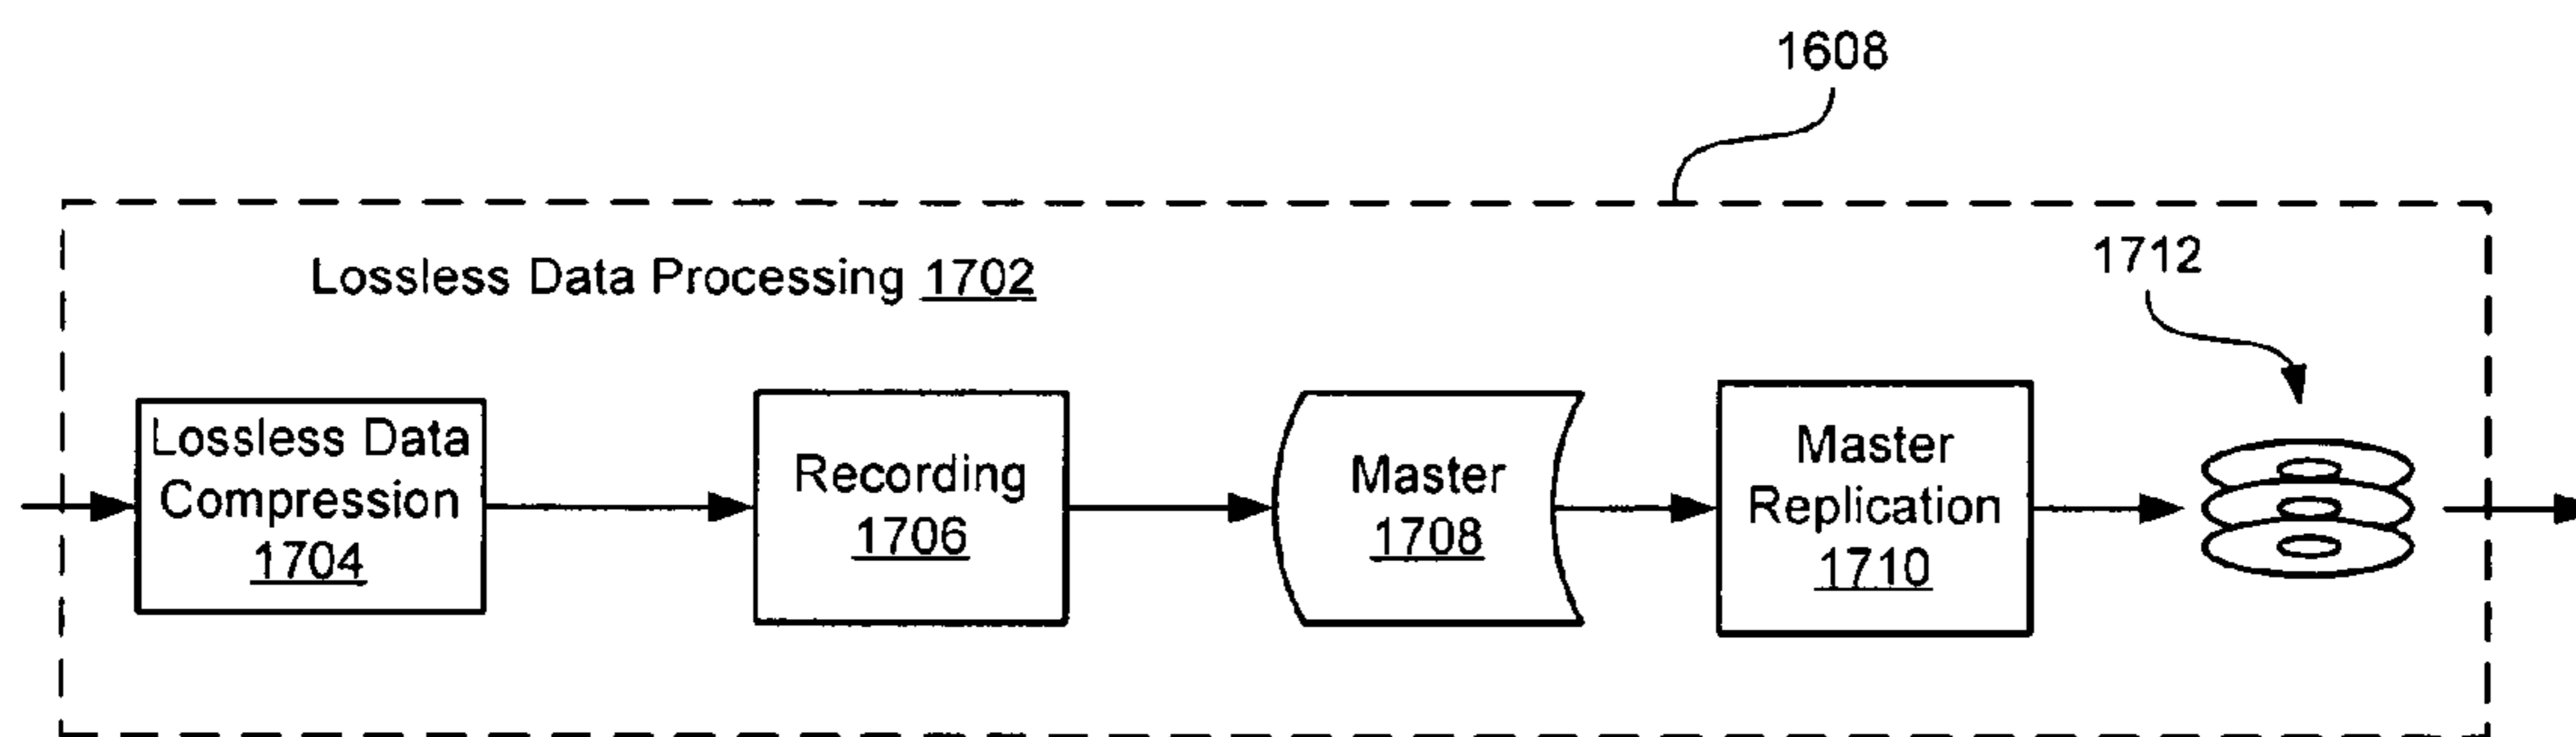 1608
1712
Lossless Data Processing 1702
Lossless Data
Compression
1704
Recording
1706
Master
1708
Master
Replication
1710